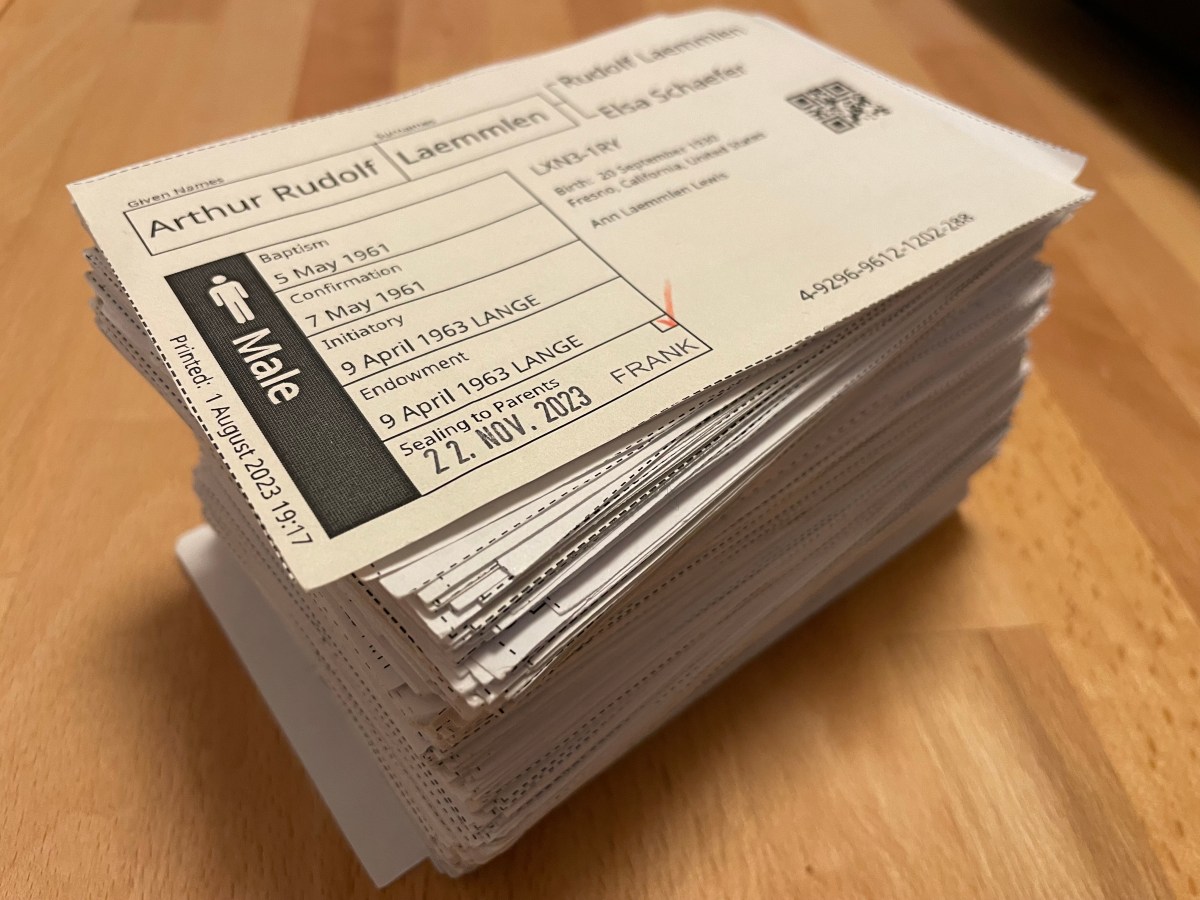 Given Names
Surnames
Arthur Rudolf
Laemmlen
Rudolf Laemmlen
Elsa Schaefer
LXN3-1RY
Birth: 20 September 1930
Fresno, California, United States
Ann Laemmlen Lewis
Male
Baptism
5 May 1961
Confirmation
7 May 1961
Initiatory
9 April 1963 LANGE
Endowment
9 April 1963 LANGE
Sealing to Parents
22. NOV. 2023
FRANK
4-9296-9612-1202-288
Printed: 1 August 2023 19:17